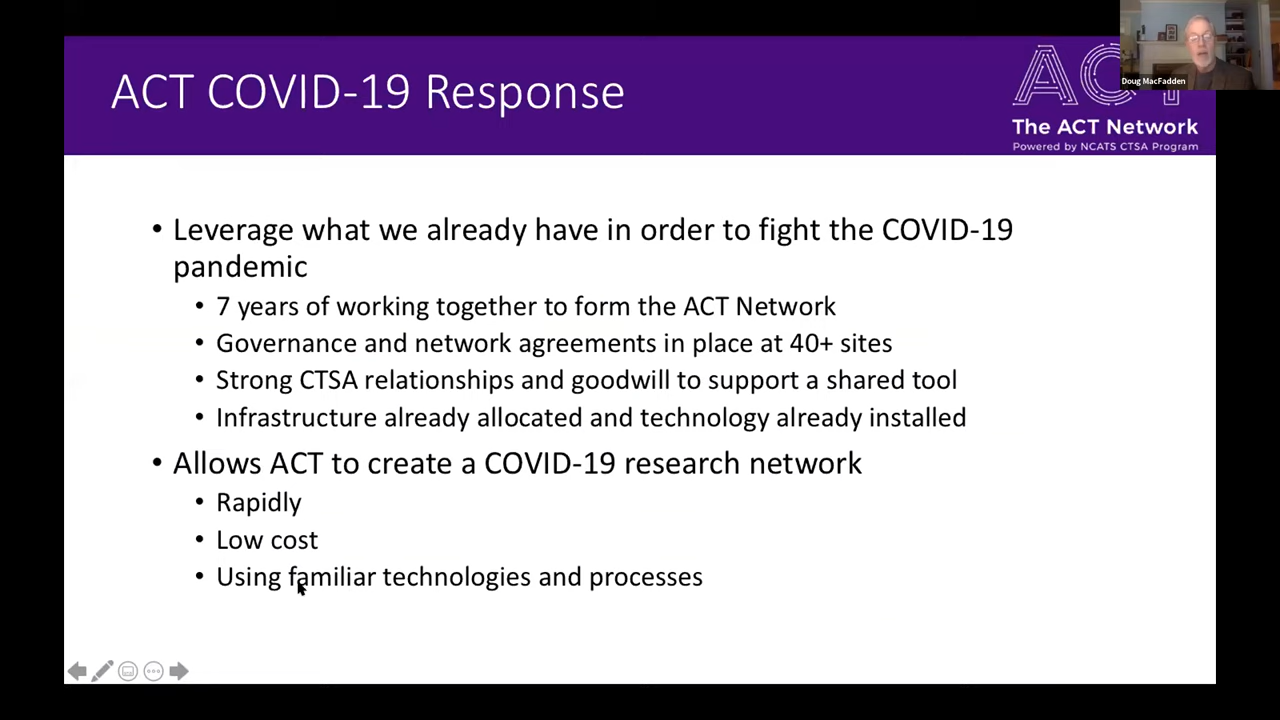 ACT COVID-19 Response
Doug MacFadden
ACT
The ACT Network
Powered by NCATS CTSA Program
• Leverage what we already have in order to fight the COVID-19
pandemic
• 7 years of working together to form the ACT Network
• Governance and network agreements in place at 40+ sites
• Strong CTSA relationships and goodwill to support a shared tool
• Infrastructure already allocated and technology already installed
• Allows ACT to create a COVID-19 research network
• Rapidly
• Low cost
• Using familiar technologies and processes